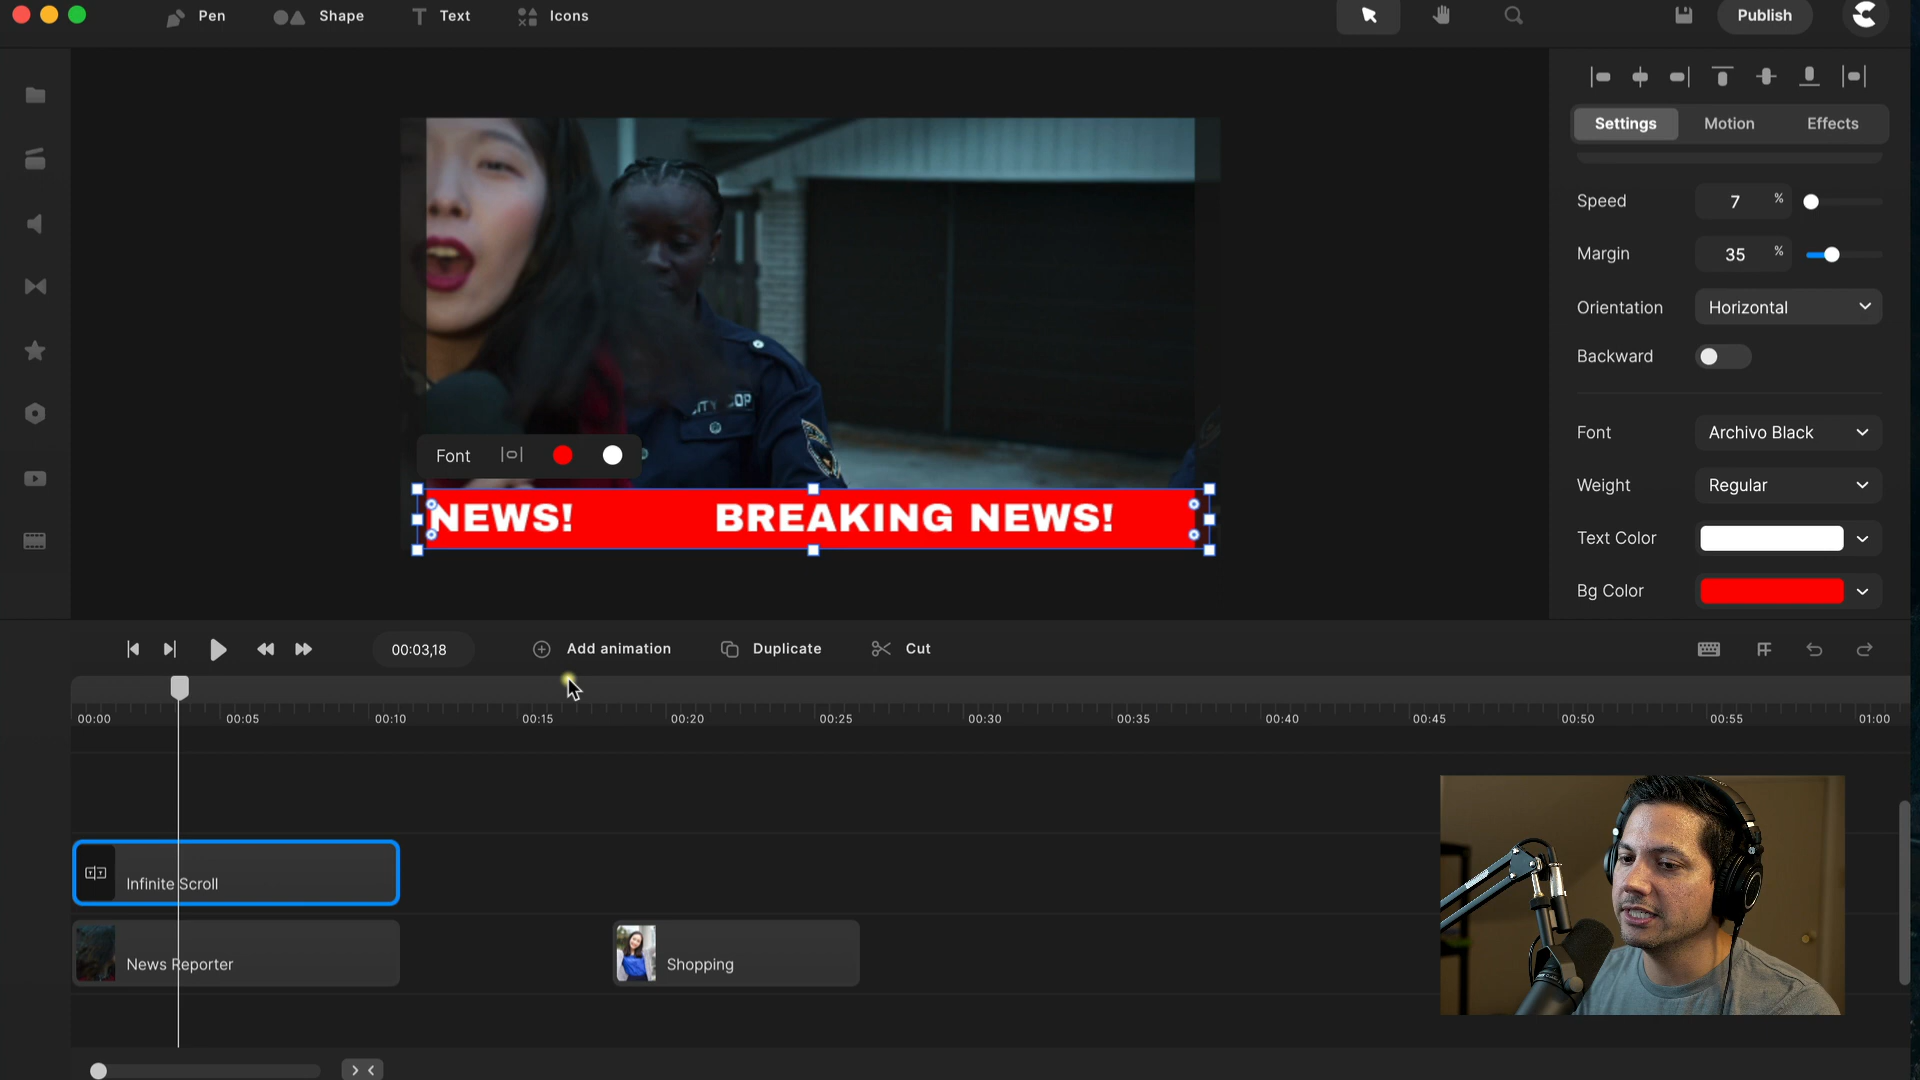 Pen
Shape
Text
Icons
Publish
Settings
Motion
Effects
Speed
7 %
Margin
35 %
Orientation
Horizontal
Backward
Font
Archivo Black
Weight
Regular
Text Color
Bg Color
CITY COP
Font
NEWS! BREAKING NEWS!
00:03,18
Add animation
Duplicate
Cut
00:00 00:05 00:10 00:15 00:20 00:25 00:30 00:35 00:40 00:45 00:50 00:55 01:00
Infinite Scroll
News Reporter
Shopping